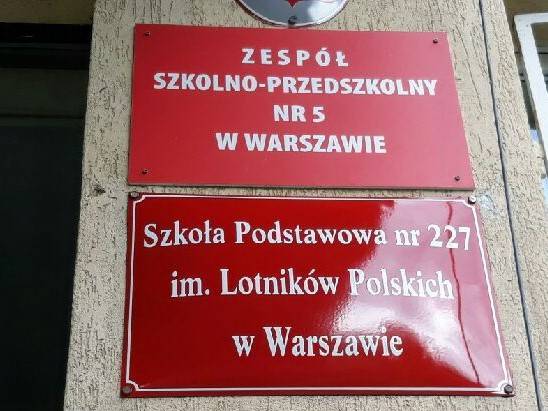 ZESPÓŁ
SZKOLNO-PRZEDSZKOLNY
NR 5
W WARSZAWIE
Szkoła Podstawowa nr 227
im. Lotników Polskich
w Warszawie